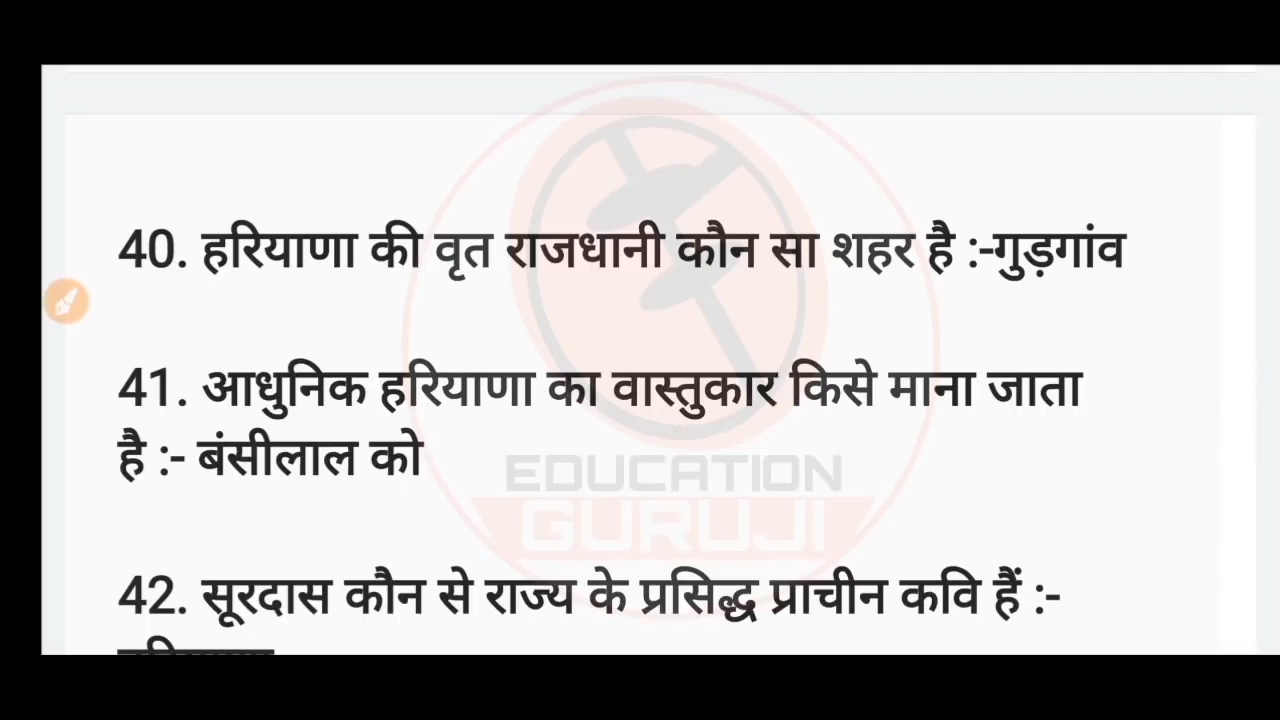 40. हरियाणा की वृत राजधानी कौन सा शहर है :-गुड़गांव
41. आधुनिक हरियाणा का वास्तुकार किसे माना जाता
है :- बंसीलाल को
EDUCATION
GURUJI
42. सूरदास कौन से राज्य के प्रसिद्ध प्राचीन कवि हैं :-